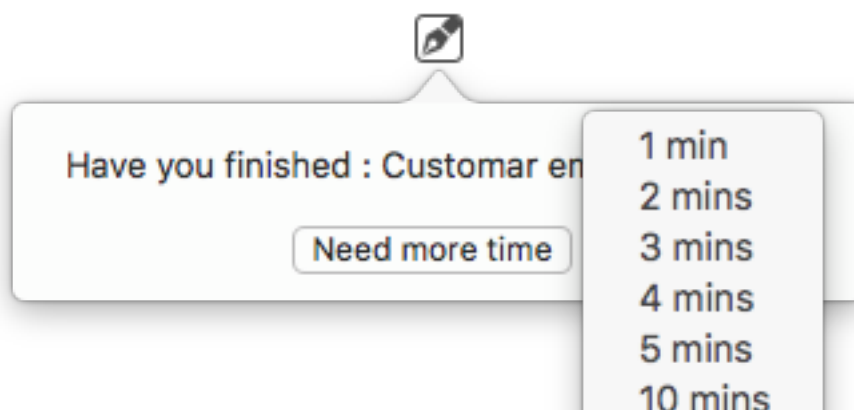 Have you finished : Customar en
Need more time
1 min
2 mins
3 mins
4 mins
5 mins
10 mins